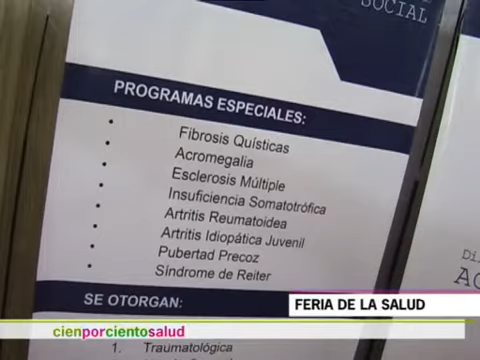 SOCIAL
PROGRAMAS ESPECIALES:
• Fibrosis Quísticas
• Acromegalia
• Esclerosis Múltiple
• Insuficiencia Somatotrófica
• Artritis Reumatoidea
• Artritis Idiopática Juvenil
• Pubertad Precoz
• Síndrome de Reiter
SE OTORGAN:
1. Traumatológica
FERIA DE LA SALUD
cienporcientosalud